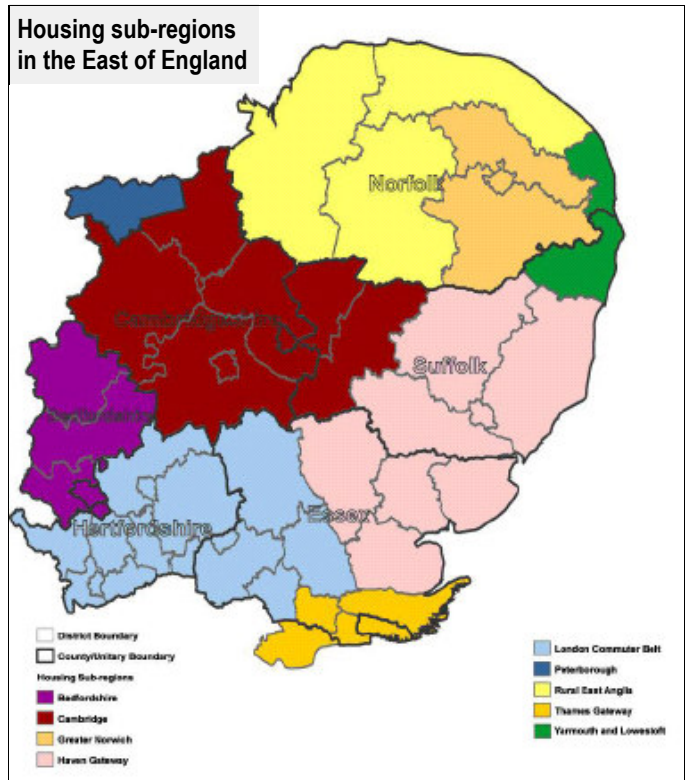 Housing sub-regions
in the East of England
Norfolk
Cambridgeshire
Suffolk
Bedfordshire
Hertfordshire
Essex
District Boundary
County/Unitary Boundary
Housing Sub-regions
Bedfordshire
Cambridge
Greater Norwich
Haven Gateway
London Commuter Belt
Peterborough
Rural East Anglia
Thames Gateway
Yarmouth and Lowestoft